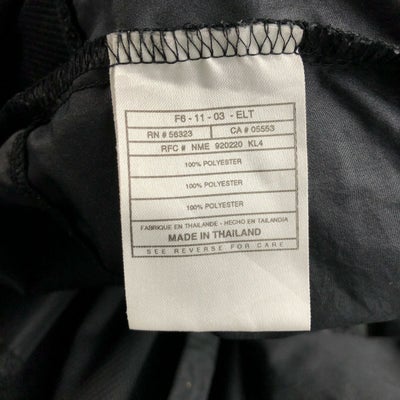 F6 - 11 - 03 - ELT
RN # 56323 CA # 05553
RFC # NME 920220 KL4
100% POLYESTER
100% POLYESTER
100% POLYESTER
FABRIQUE EN THAILANDE - HECHO EN TAILANDIA
MADE IN THAILAND
SEE REVERSE FOR CARE